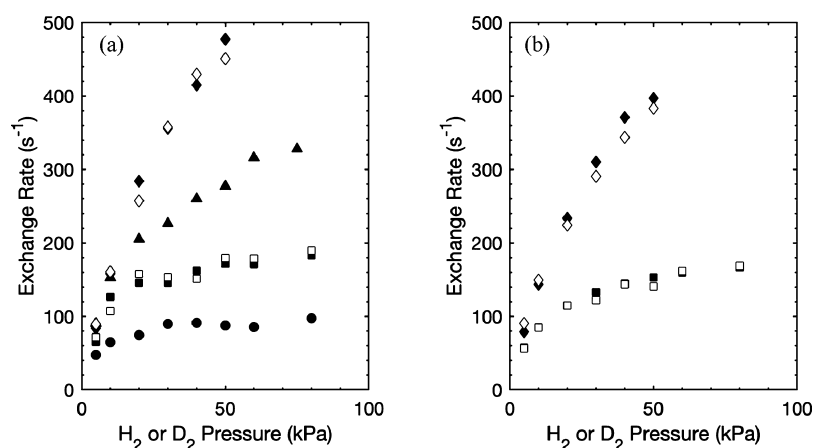 (a)
Exchange Rate (s⁻¹)
500
400
300
200
100
0
0 50 100
H₂ or D₂ Pressure (kPa)
(b)
Exchange Rate (s⁻¹)
500
400
300
200
100
0
0 50 100
H₂ or D₂ Pressure (kPa)